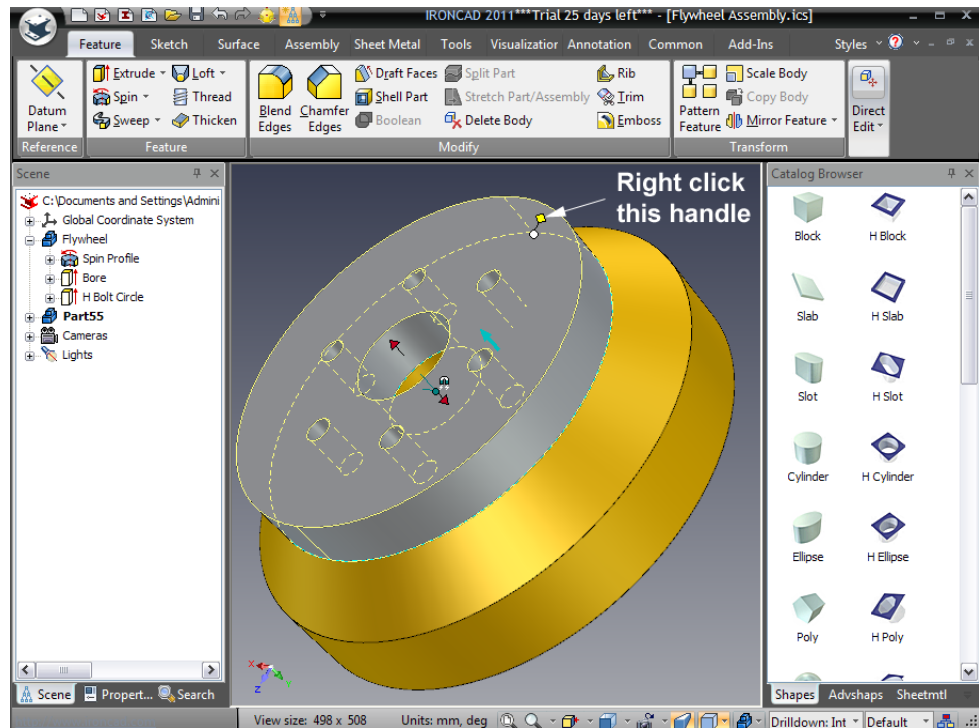 IRONCAD 2011***Trial 25 days left*** - [Flywheel Assembly.ics]
Feature Sketch Surface Assembly Sheet Metal Tools Visualization Annotation Common Add-Ins Styles
Extrude Loft Draft Faces Split Part Rib Scale Body
Spin Thread Shell Part Stretch Part/Assembly Trim Copy Body
Sweep Thicken Boolean Delete Body Emboss Mirror Feature
Datum Plane
Blend Edges
Chamfer Edges
Pattern Feature
Direct Edit
Reference Feature Modify Transform
Scene
C:\Documents and Settings\Admini
Global Coordinate System
Flywheel
Spin Profile
Bore
H Bolt Circle
Part55
Cameras
Lights
Scene Propert... Search
Right click
this handle
X
Z
Catalog Browser
Block H Block
Slab H Slab
Slot H Slot
Cylinder H Cylinder
Ellipse H Ellipse
Poly H Poly
Shapes Advshaps Sheetmtl
View size: 498 x 508 Units: mm, deg Drilldown: Int Default